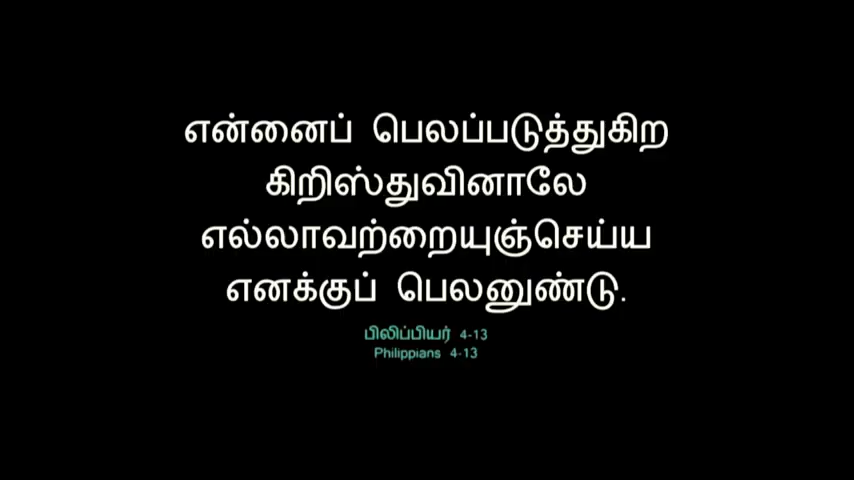 என்னைப் பெலப்படுத்துகிற
கிறிஸ்துவினாலே
எல்லாவற்றையுஞ்செய்ய
எனக்குப் பெலனுண்டு.
பிலிப்பியர் 4-13
Philippians 4-13